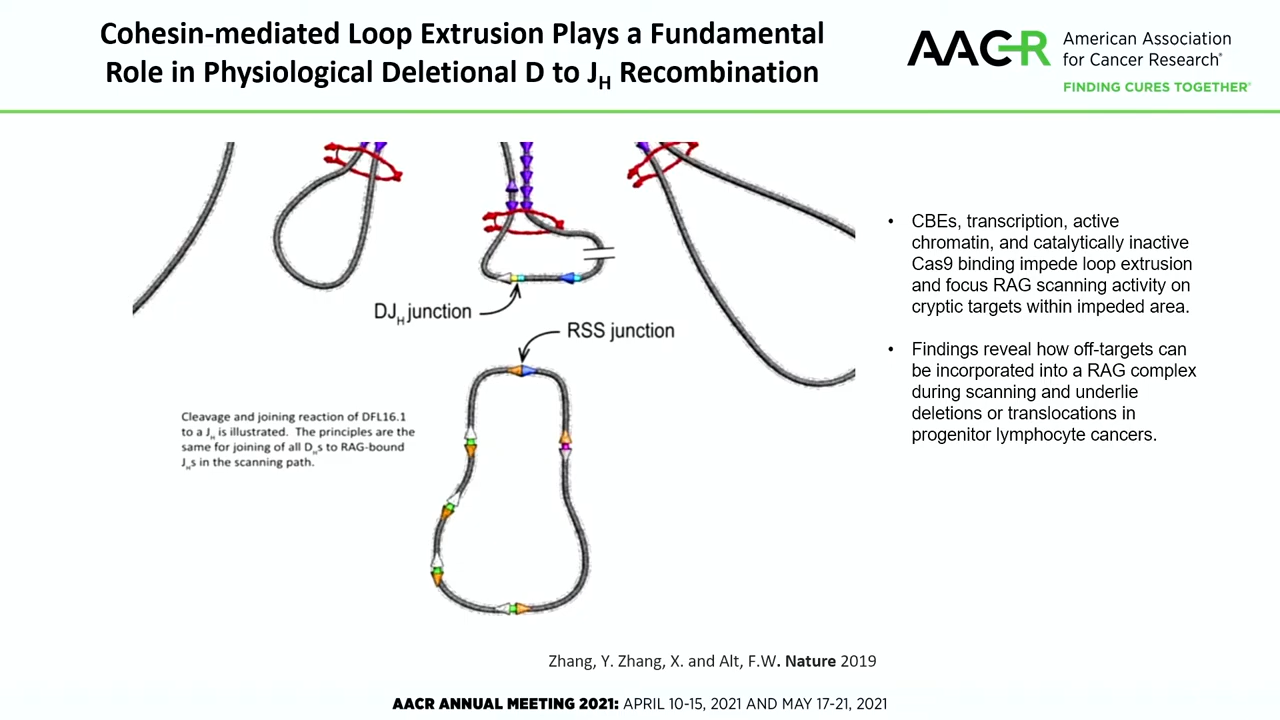 Cohesin-mediated Loop Extrusion Plays a Fundamental
Role in Physiological Deletional D to JH Recombination
AACR American Association
for Cancer Research®
FINDING CURES TOGETHER®
• CBEs, transcription, active
chromatin, and catalytically inactive
Cas9 binding impede loop extrusion
and focus RAG scanning activity on
cryptic targets within impeded area.
• Findings reveal how off-targets can
be incorporated into a RAG complex
during scanning and underlie
deletions or translocations in
progenitor lymphocyte cancers.
DJH junction
RSS junction
Cleavage and joining reaction of DFL16.1
to a JH is illustrated. The principles are the
same for joining of all DHs to RAG-bound
JHs in the scanning path.
Zhang, Y. Zhang, X. and Alt, F.W. Nature 2019
AACR ANNUAL MEETING 2021: APRIL 10-15, 2021 AND MAY 17-21, 2021